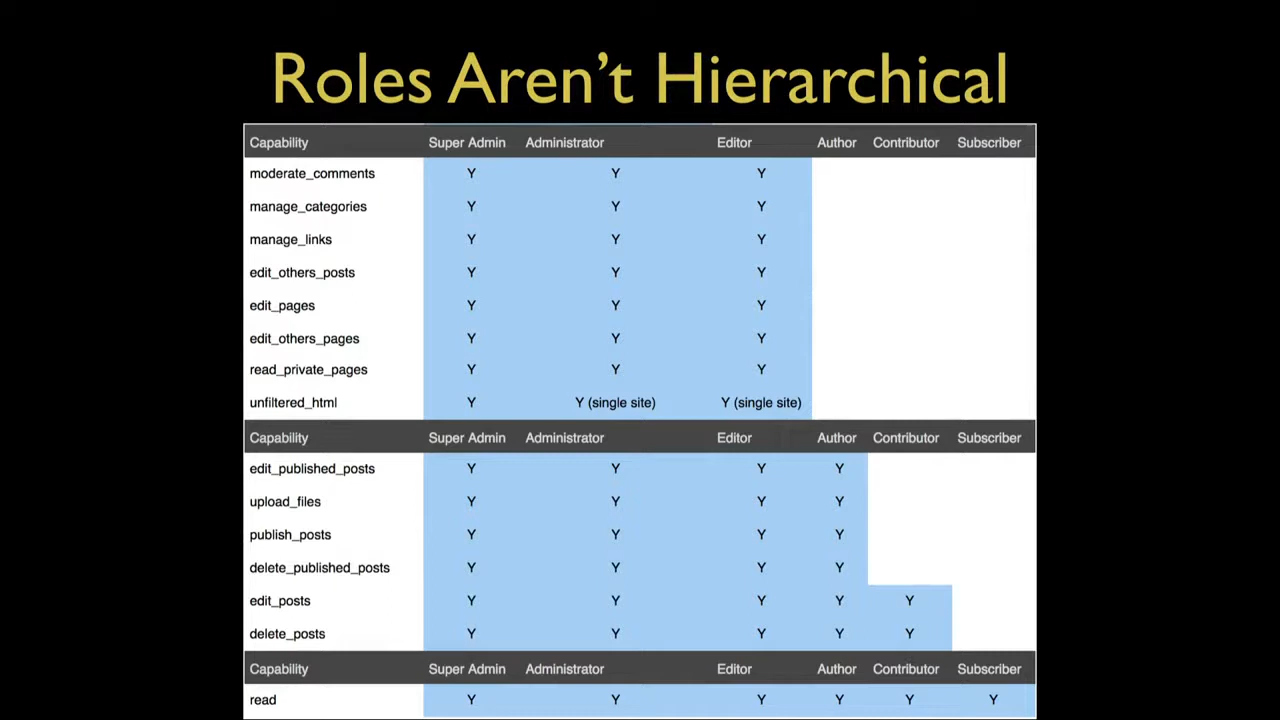 Roles Aren’t Hierarchical
Capability Super Admin Administrator Editor Author Contributor Subscriber
moderate_comments Y Y Y
manage_categories Y Y Y
manage_links Y Y Y
edit_others_posts Y Y Y
edit_pages Y Y Y
edit_others_pages Y Y Y
read_private_pages Y Y Y
unfiltered_html Y Y (single site) Y (single site)
Capability Super Admin Administrator Editor Author Contributor Subscriber
edit_published_posts Y Y Y Y
upload_files Y Y Y Y
publish_posts Y Y Y Y
delete_published_posts Y Y Y Y
edit_posts Y Y Y Y Y
delete_posts Y Y Y Y Y
Capability Super Admin Administrator Editor Author Contributor Subscriber
read Y Y Y Y Y Y